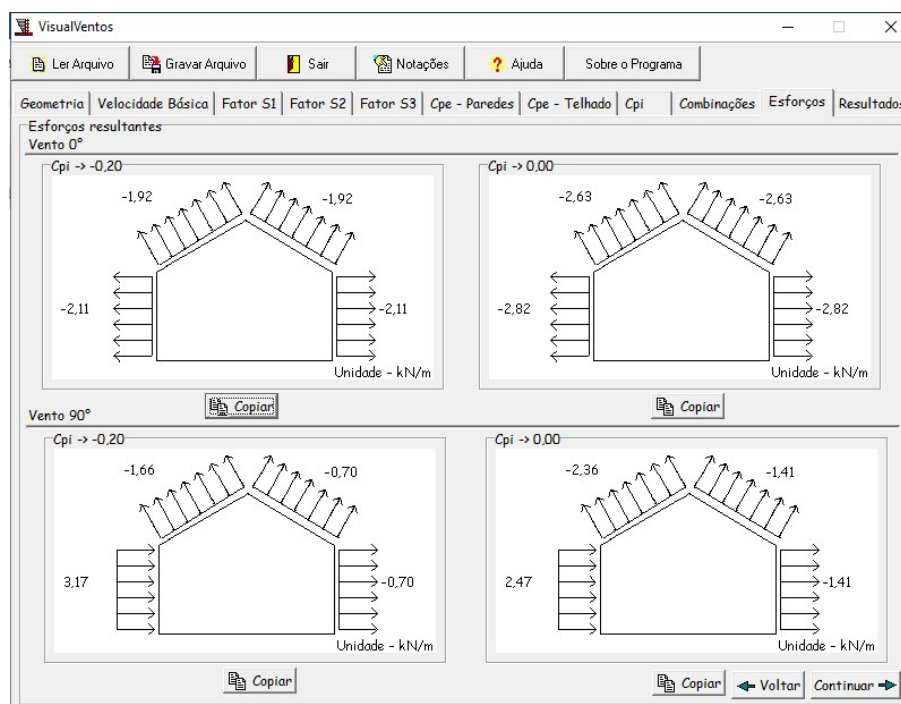 VisualVentos
Ler Arquivo Gravar Arquivo Sair Notações ? Ajuda Sobre o Programa
Geometria Velocidade Básica Fator S1 Fator S2 Fator S3 Cpe - Paredes Cpe - Telhado Cpi Combinações Esforços Resultados
Esforços resultantes
Vento 0°
Cpi -> -0,20 Cpi -> 0,00
-1,92 -1,92 -2,63 -2,63
-2,11 -2,11 -2,82 -2,82
Unidade - kN/m Unidade - kN/m
Copiar Copiar
Vento 90°
Cpi -> -0,20 Cpi -> 0,00
-1,66 -0,70 -2,36 -1,41
3,17 -0,70 2,47 -1,41
Unidade - kN/m Unidade - kN/m
Copiar Copiar Voltar Continuar